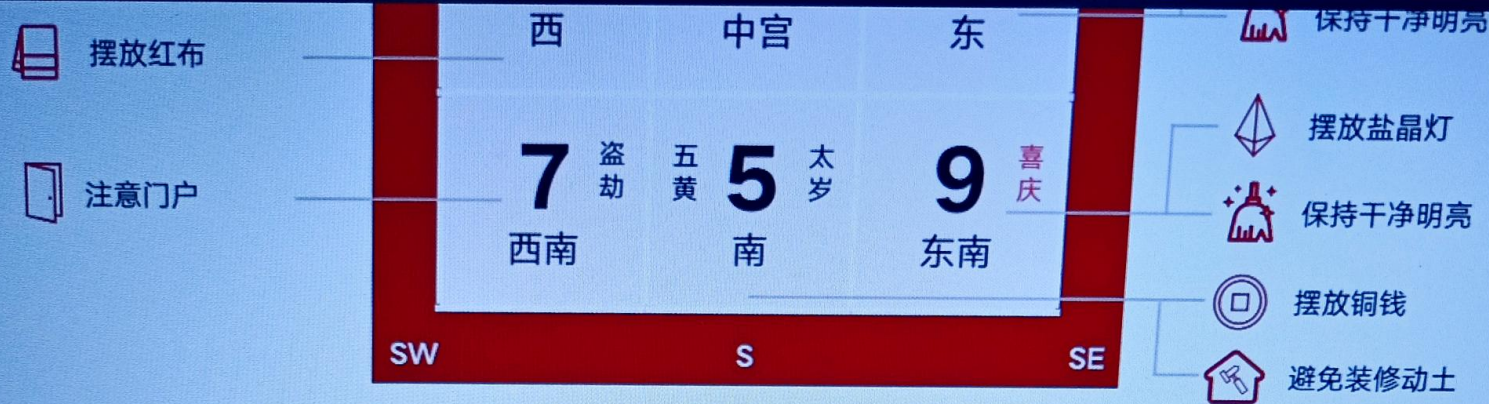 摆放红布
西
中宫
东
保持干净明亮
摆放盐晶灯
注意门户
7 盗劫
西南
五黄 5 太岁
南
9 喜庆
东南
保持干净明亮
摆放铜钱
避免装修动土
SW
S
SE